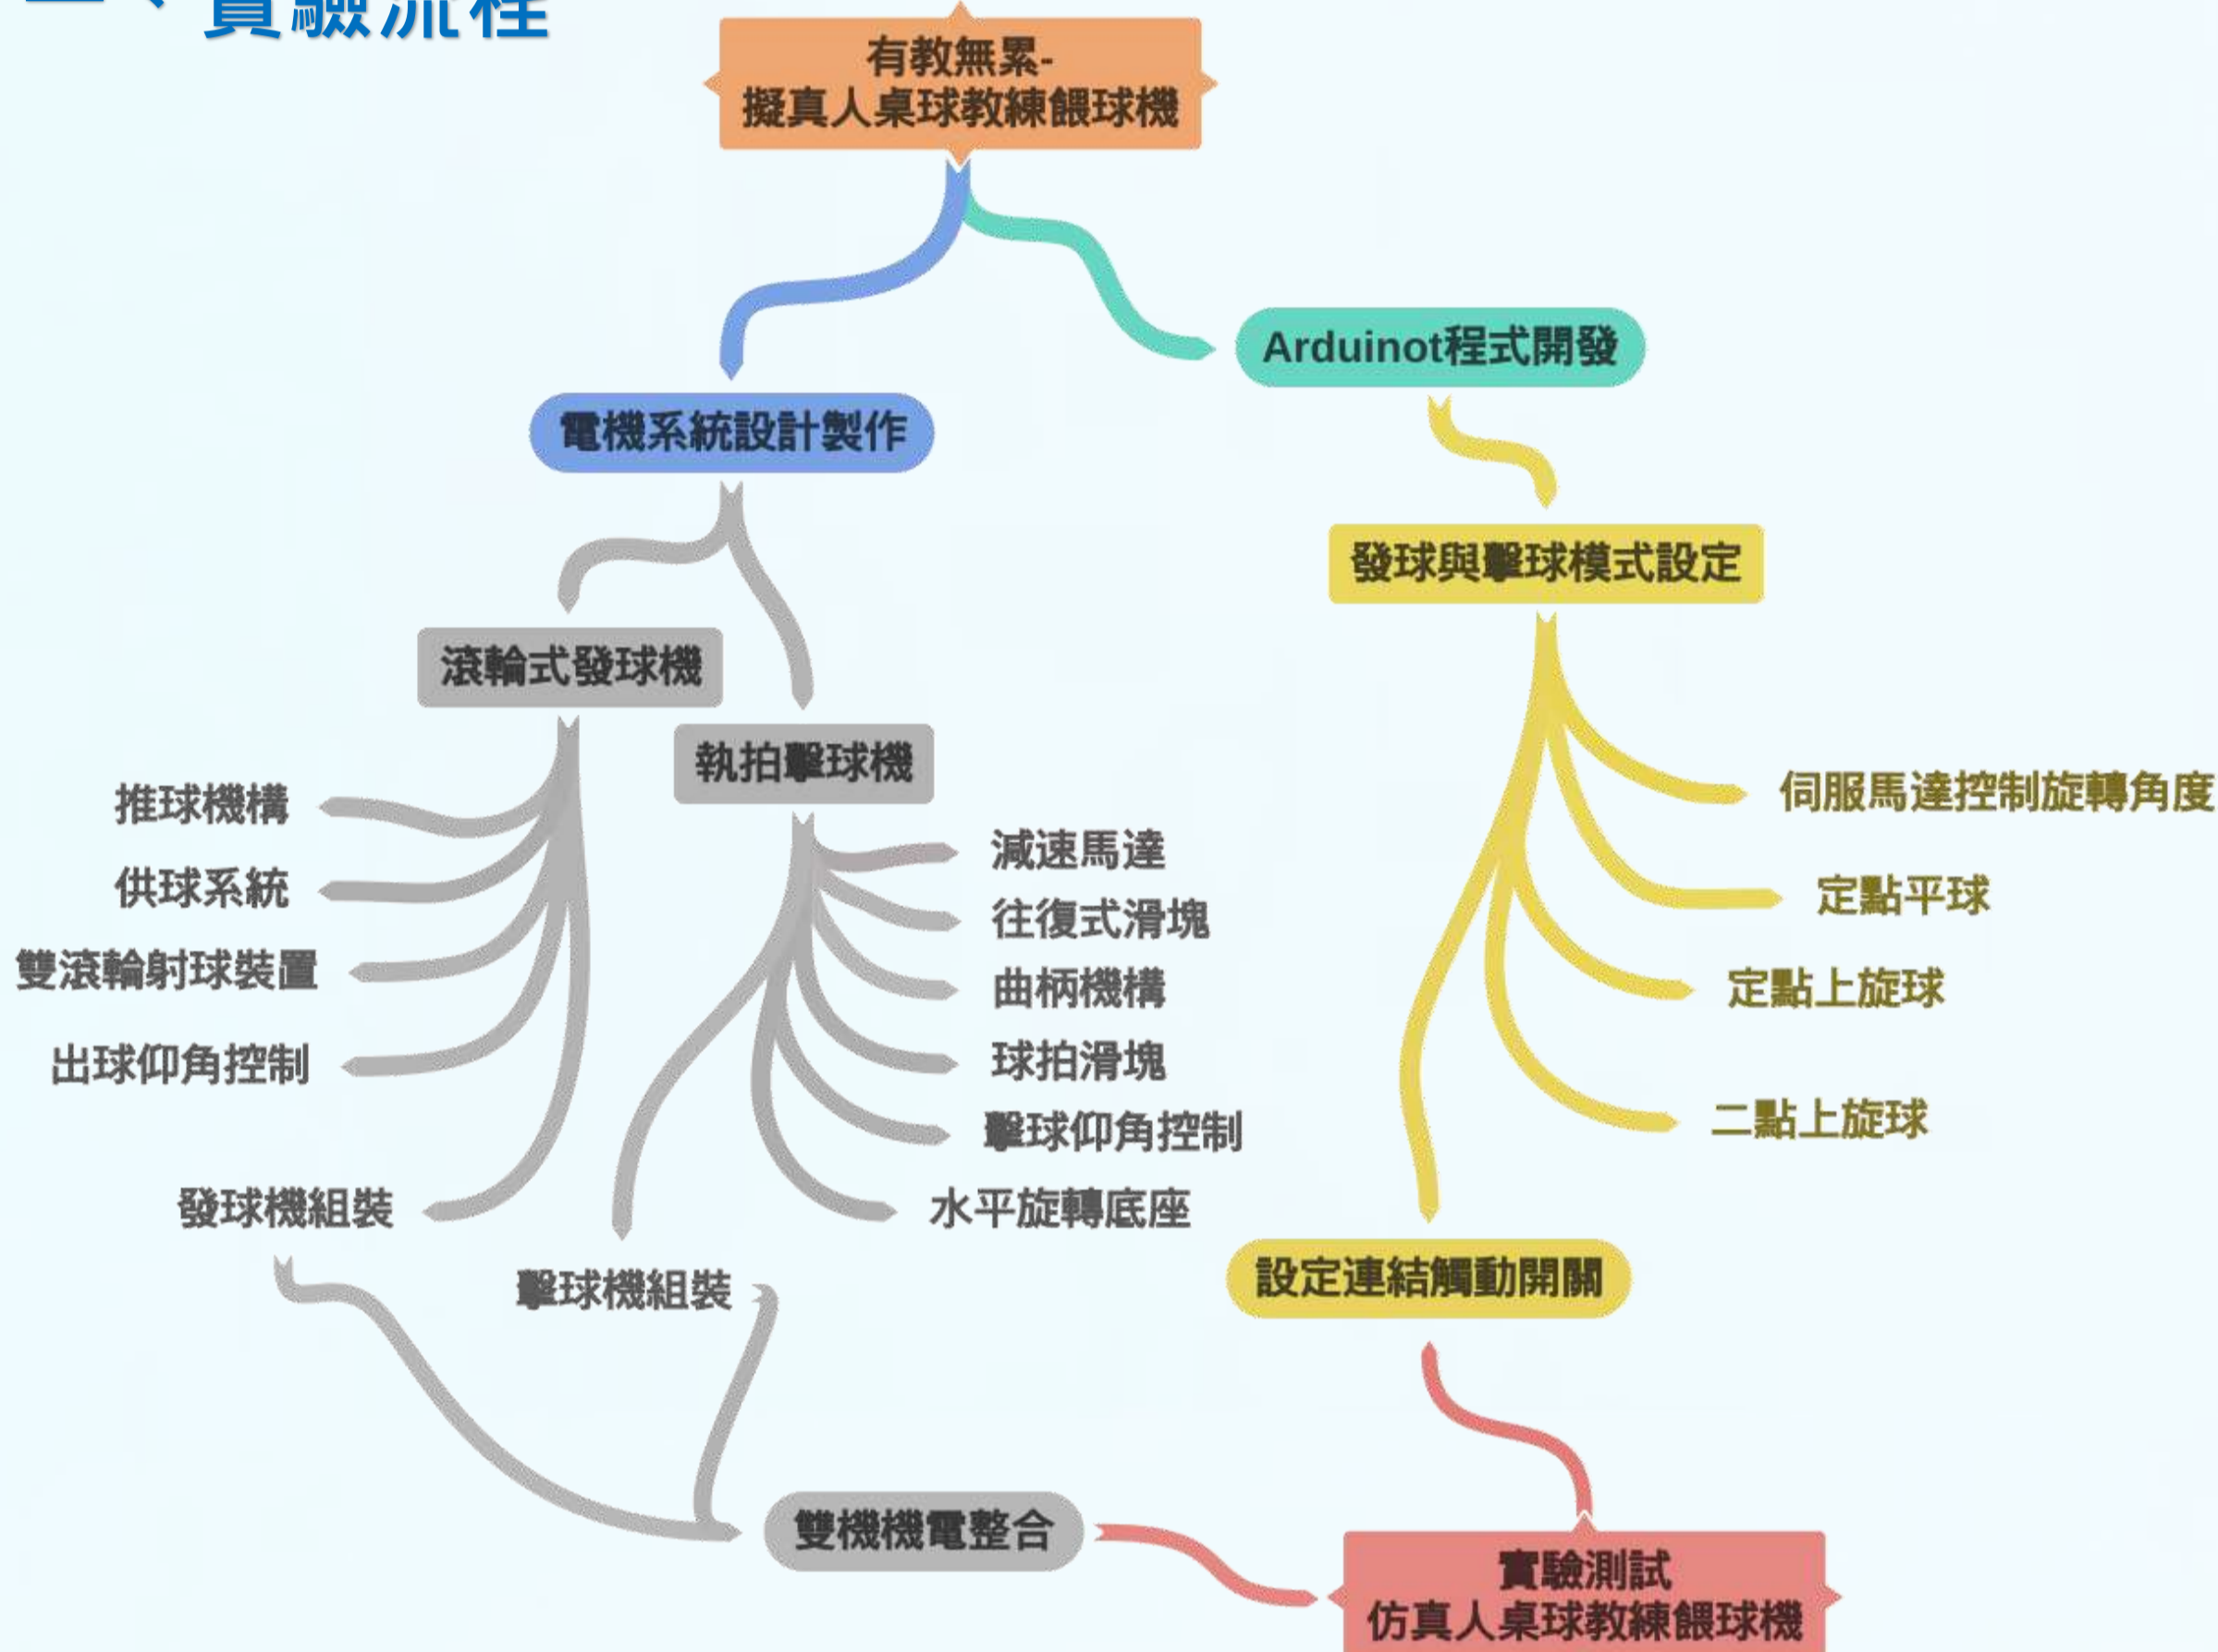 實驗流程
有教無累-
擬真人桌球教練餵球機
Arduinot程式開發
電機系統設計製作
發球與擊球模式設定
滾輪式發球機
執拍擊球機
推球機構
供球系統
雙滾輪射球裝置
出球仰角控制
發球機組裝
減速馬達
往復式滑塊
曲柄機構
球拍滑塊
擊球仰角控制
水平旋轉底座
擊球機組裝
伺服馬達控制旋轉角度
定點平球
定點上旋球
二點上旋球
設定連結觸動開關
雙機機電整合
實驗測試
仿真人桌球教練餵球機